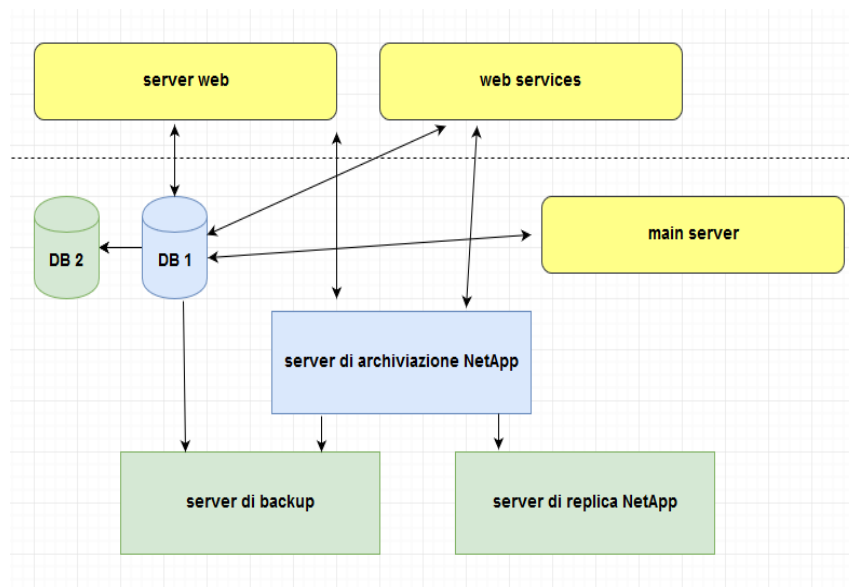 server web
web services
main server
DB 2
DB 1
server di archiviazione NetApp
server di backup
server di replica NetApp